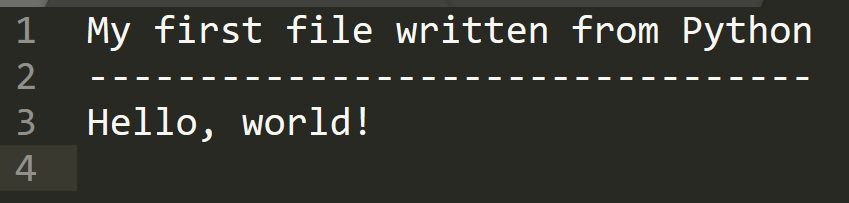 1 My first file written from Python
2 ---------------------------------
3 Hello, world!
4